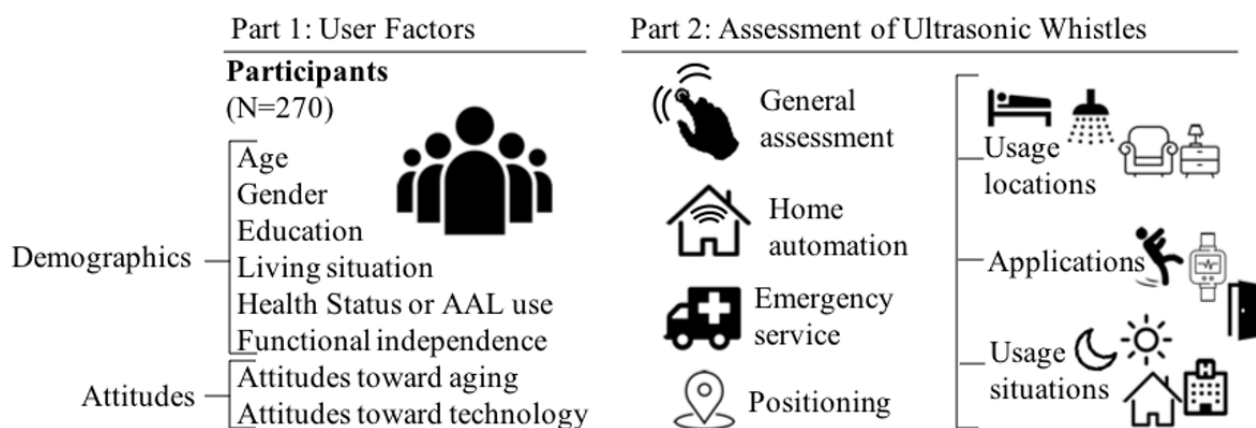 Part 1: User Factors
Participants
(N=270)
Demographics
Age
Gender
Education
Living situation
Health Status or AAL use
Functional independence
Attitudes
Attitudes toward aging
Attitudes toward technology
Part 2: Assessment of Ultrasonic Whistles
General
assessment
Home
automation
Emergency
service
Positioning
Usage
locations
Applications
Usage
situations
H